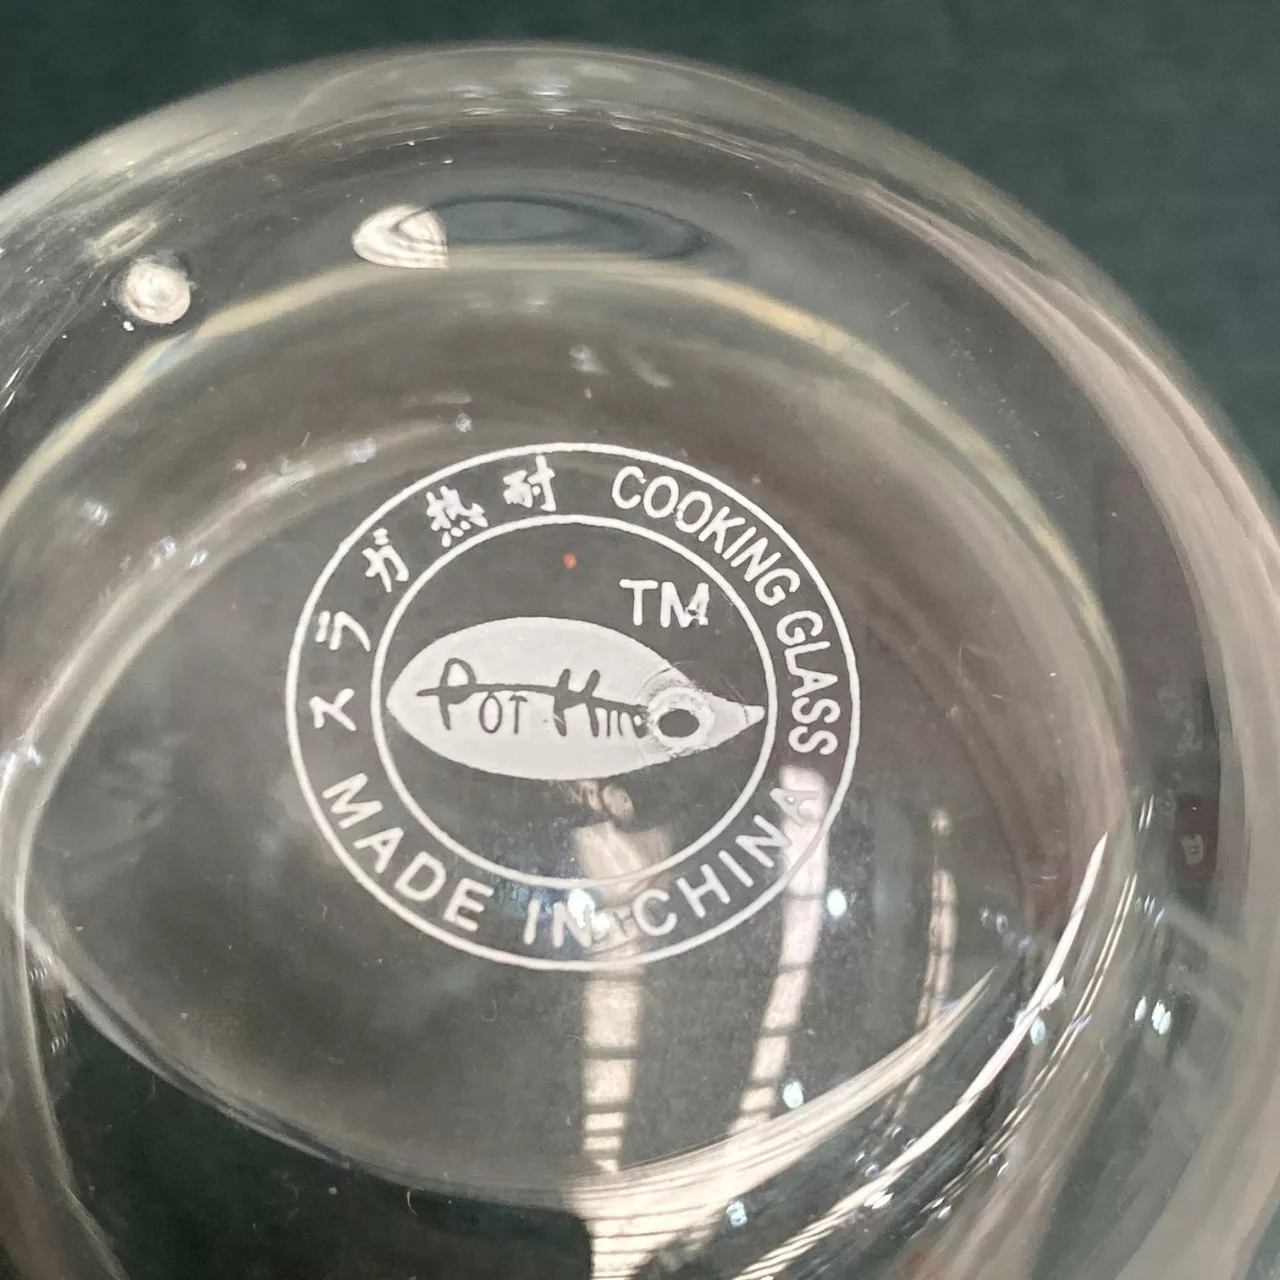 耐熱ガラス
COOKING GLASS
TM
POT
MADE IN CHINA